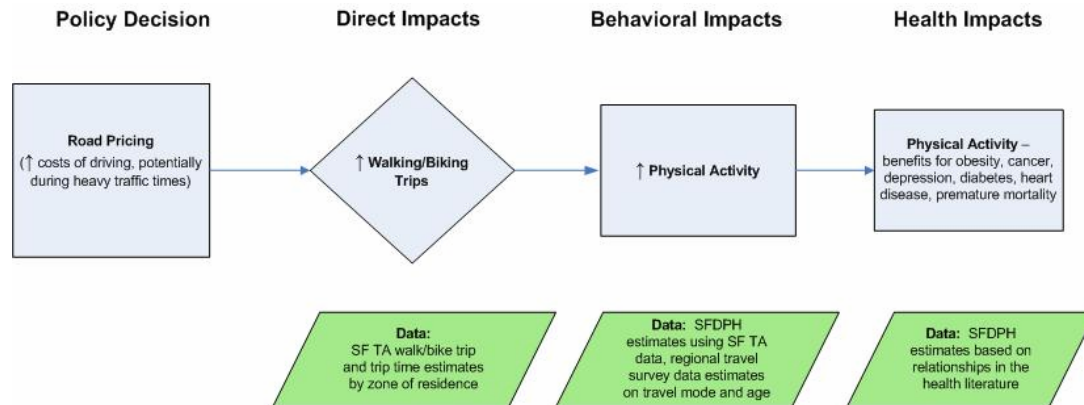 Policy Decision
Direct Impacts
Behavioral Impacts
Health Impacts
Road Pricing
(↑ costs of driving, potentially
during heavy traffic times)
↑ Walking/Biking
Trips
↑ Physical Activity
Physical Activity –
benefits for obesity, cancer,
depression, diabetes, heart
disease, premature mortality
Data:
SF TA walk/bike trip
and trip time estimates
by zone of residence
Data: SFDPH
estimates using SF TA
data, regional travel
survey data estimates
on travel mode and age
Data: SFDPH
estimates based on
relationships in the
health literature